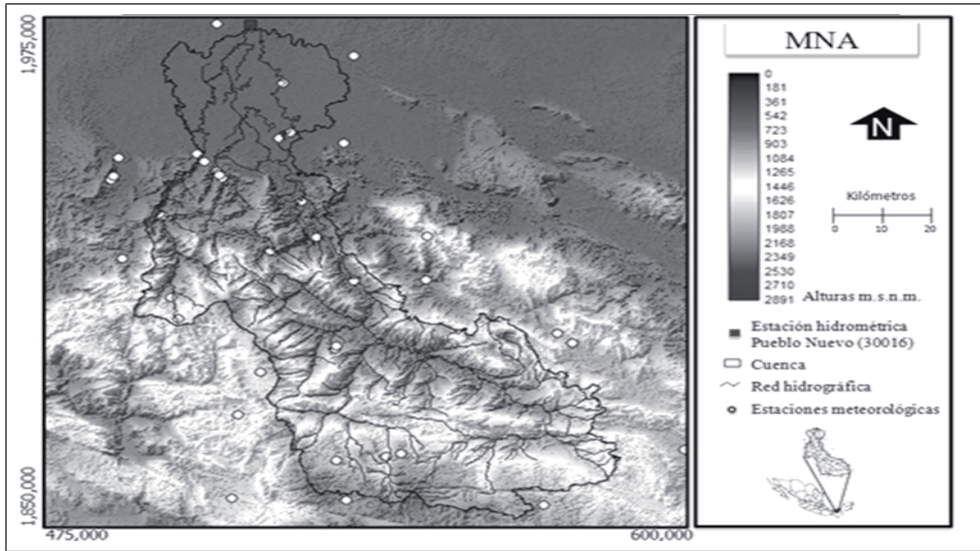 1,975,000
1,850,000
475,000
600,000
MNA
0
181
361
542
723
903
1084
1265
1446
1626
1807
1988
2168
2349
2530
2710
2891
Alturas m.s.n.m.
N
Kilómetros
0 10 20
Estación hidrométrica
Pueblo Nuevo (30016)
Cuenca
Red hidrográfica
Estaciones meteorológicas